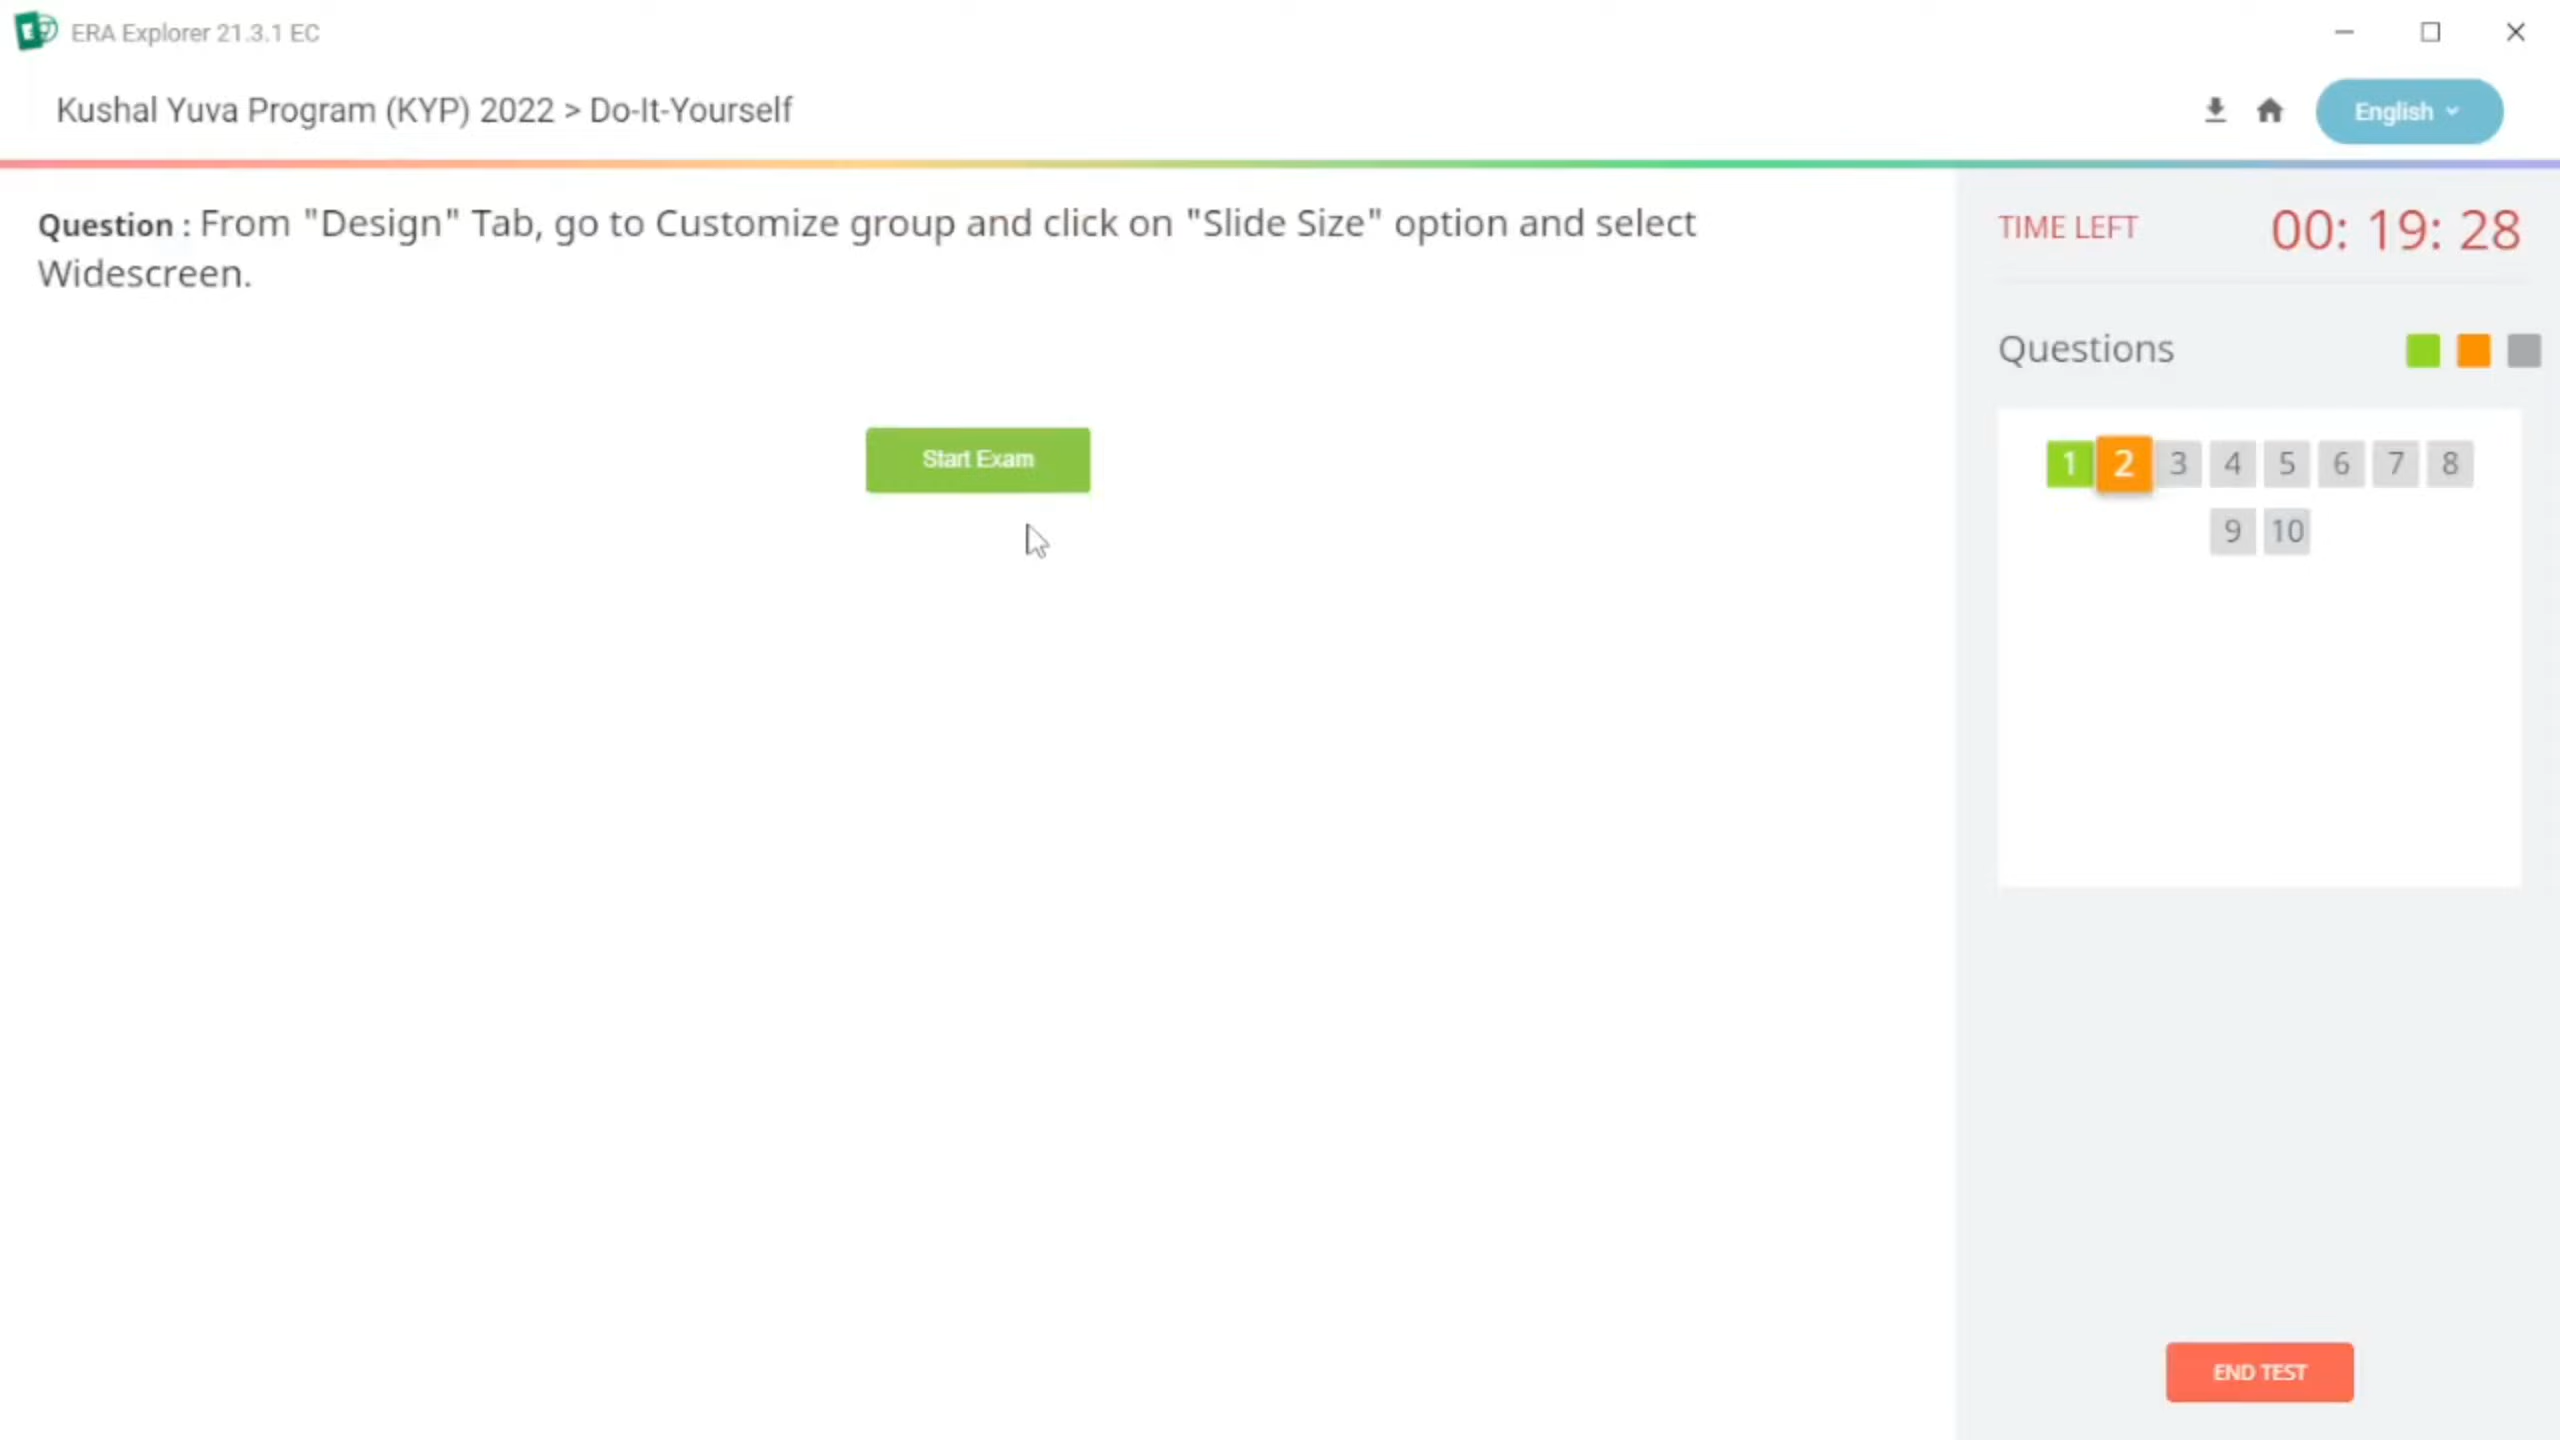 ERA Explorer 21.3.1 EC
Kushal Yuva Program (KYP) 2022 > Do-It-Yourself
English
Question : From "Design" Tab, go to Customize group and click on "Slide Size" option and select
Widescreen.
Start Exam
TIME LEFT 00: 19: 28
Questions
1 2 3 4 5 6 7 8
9 10
END TEST